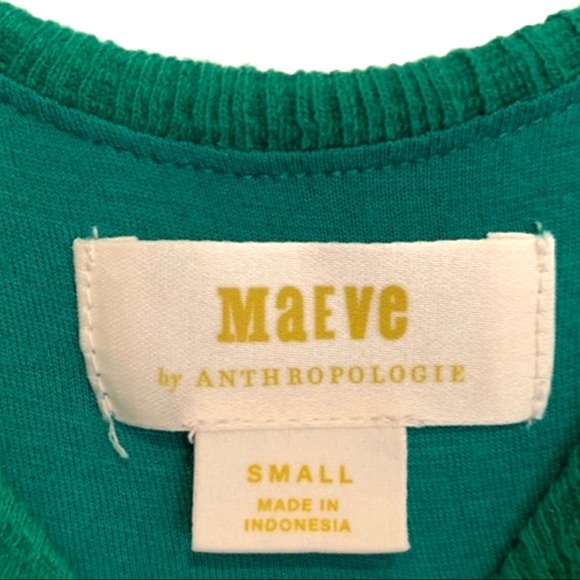 MaEVe
by ANTHROPOLOGIE
SMALL
MADE IN
INDONESIA